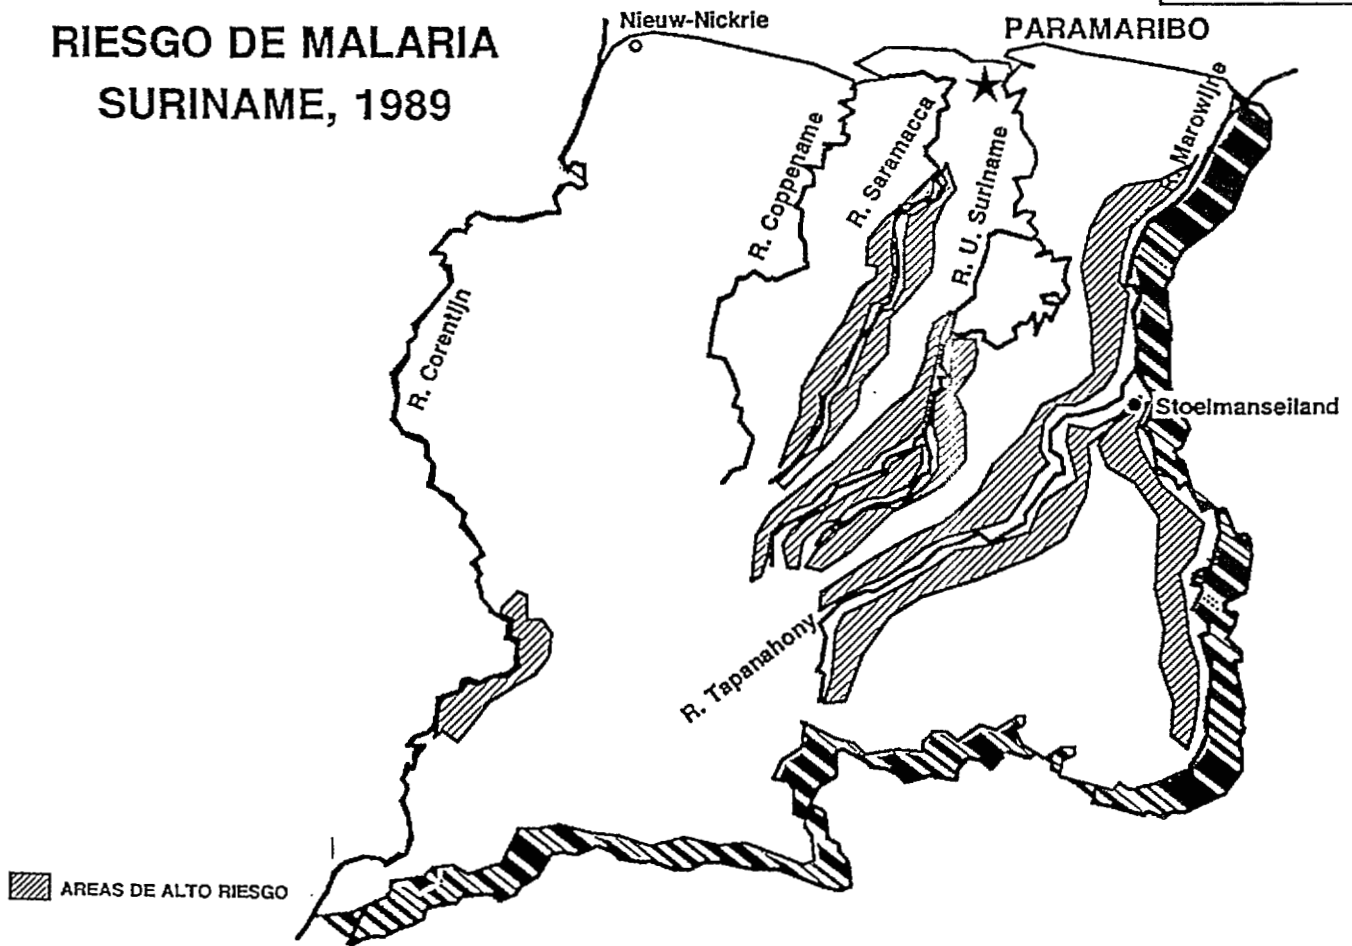 RIESGO DE MALARIA
SURINAME, 1989
Nieuw-Nickrie
PARAMARIBO
R. Marowijne
R. Coppename
R. Saramacca
R. U. Suriname
R. Corentijn
Stoelmanseiland
R. Tapanahony
AREAS DE ALTO RIESGO